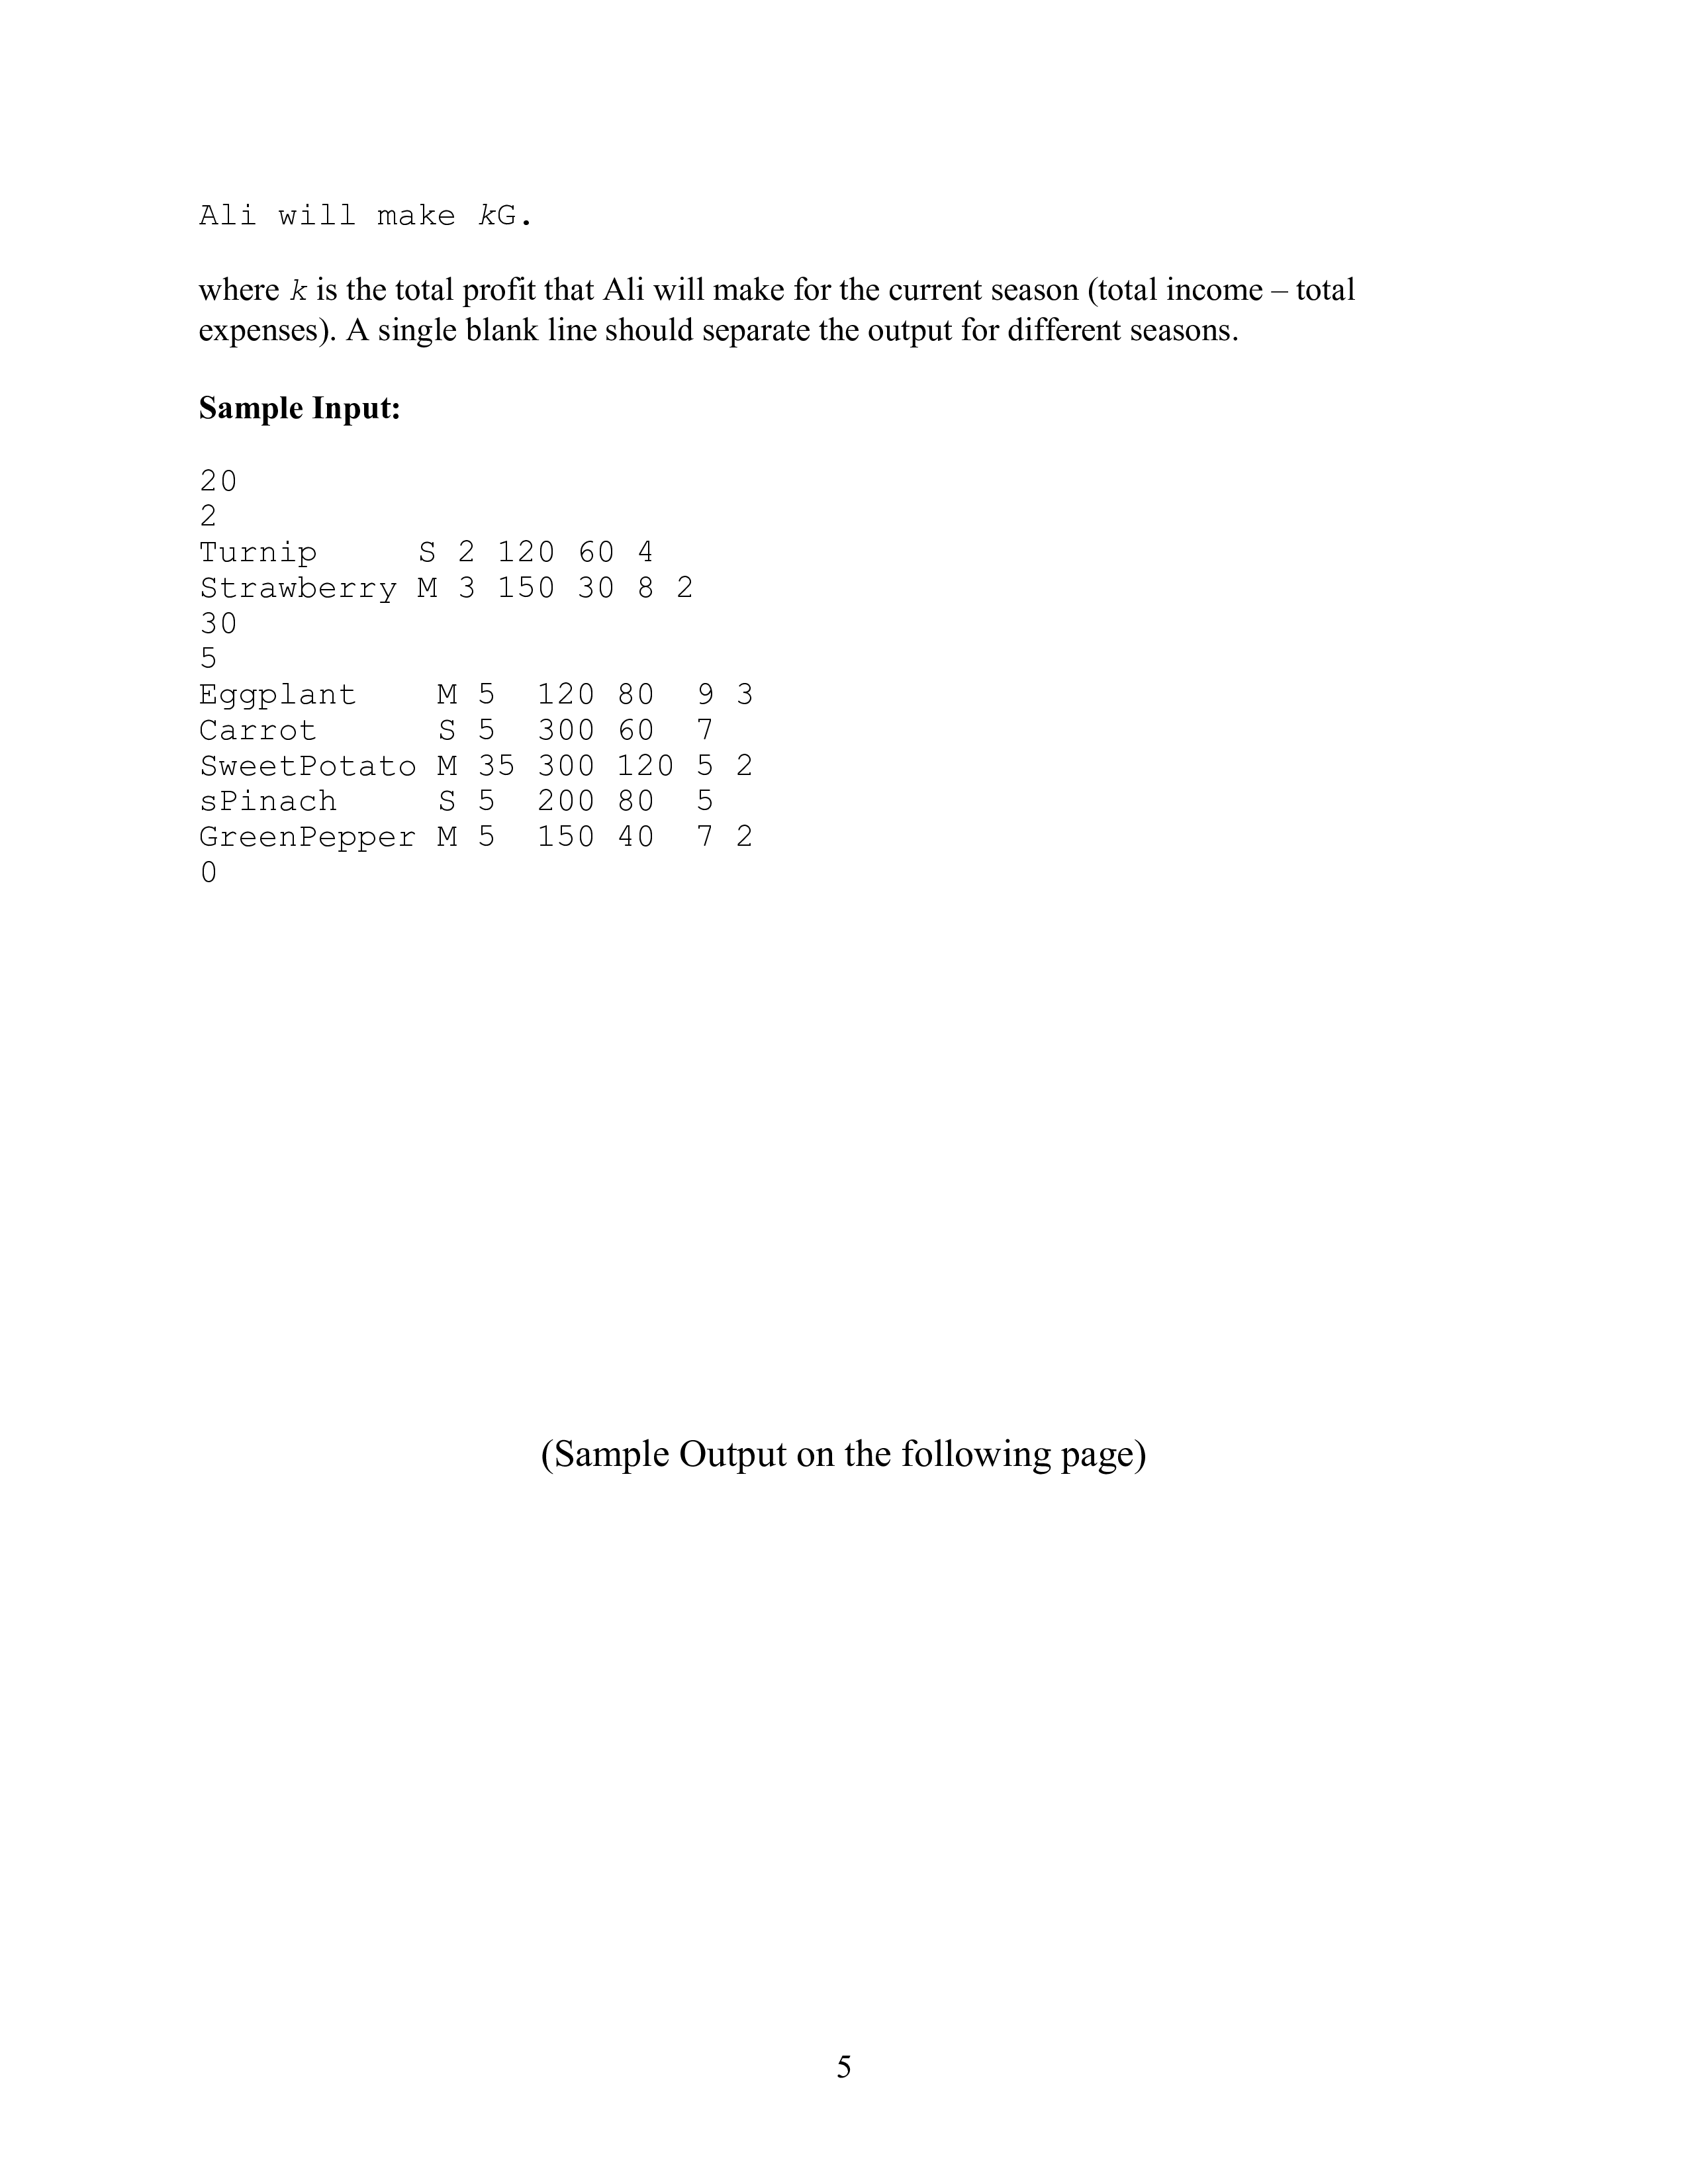 Ali will make kG.
where k is the total profit that Ali will make for the current season (total income – total
expenses). A single blank line should separate the output for different seasons.
Sample Input:
20
2
Turnip     S 2 120 60 4
Strawberry M 3 150 30 8 2
30
5
Eggplant    M 5  120 80  9 3
Carrot      S 5  300 60  7
SweetPotato M 35 300 120 5 2
sPinach     S 5  200 80  5
GreenPepper M 5  150 40  7 2
0
(Sample Output on the following page)
5